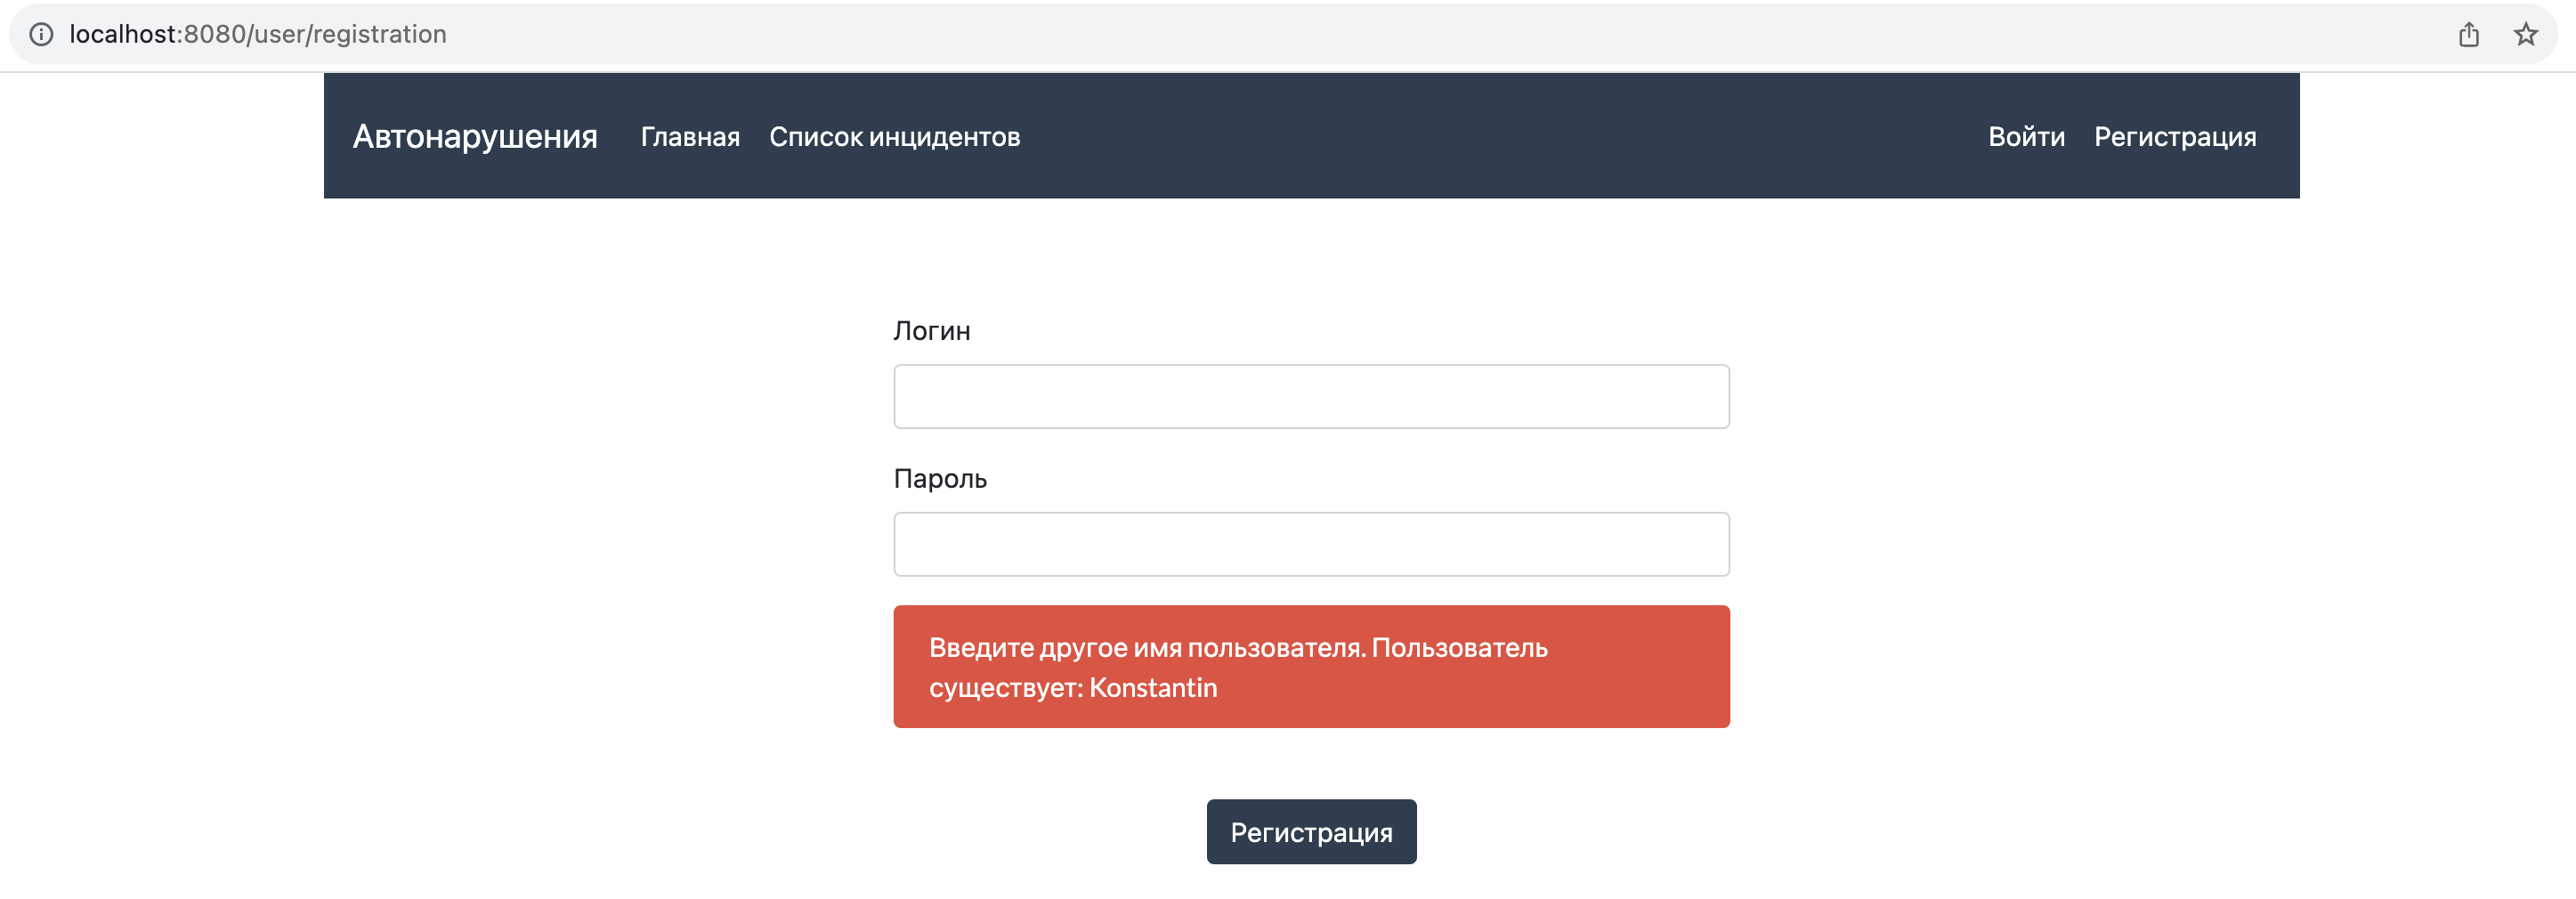 localhost:8080/user/registration
Автонарушения Главная Список инцидентов Войти Регистрация
Логин
Пароль
Введите другое имя пользователя. Пользователь
существует: Konstantin
Регистрация